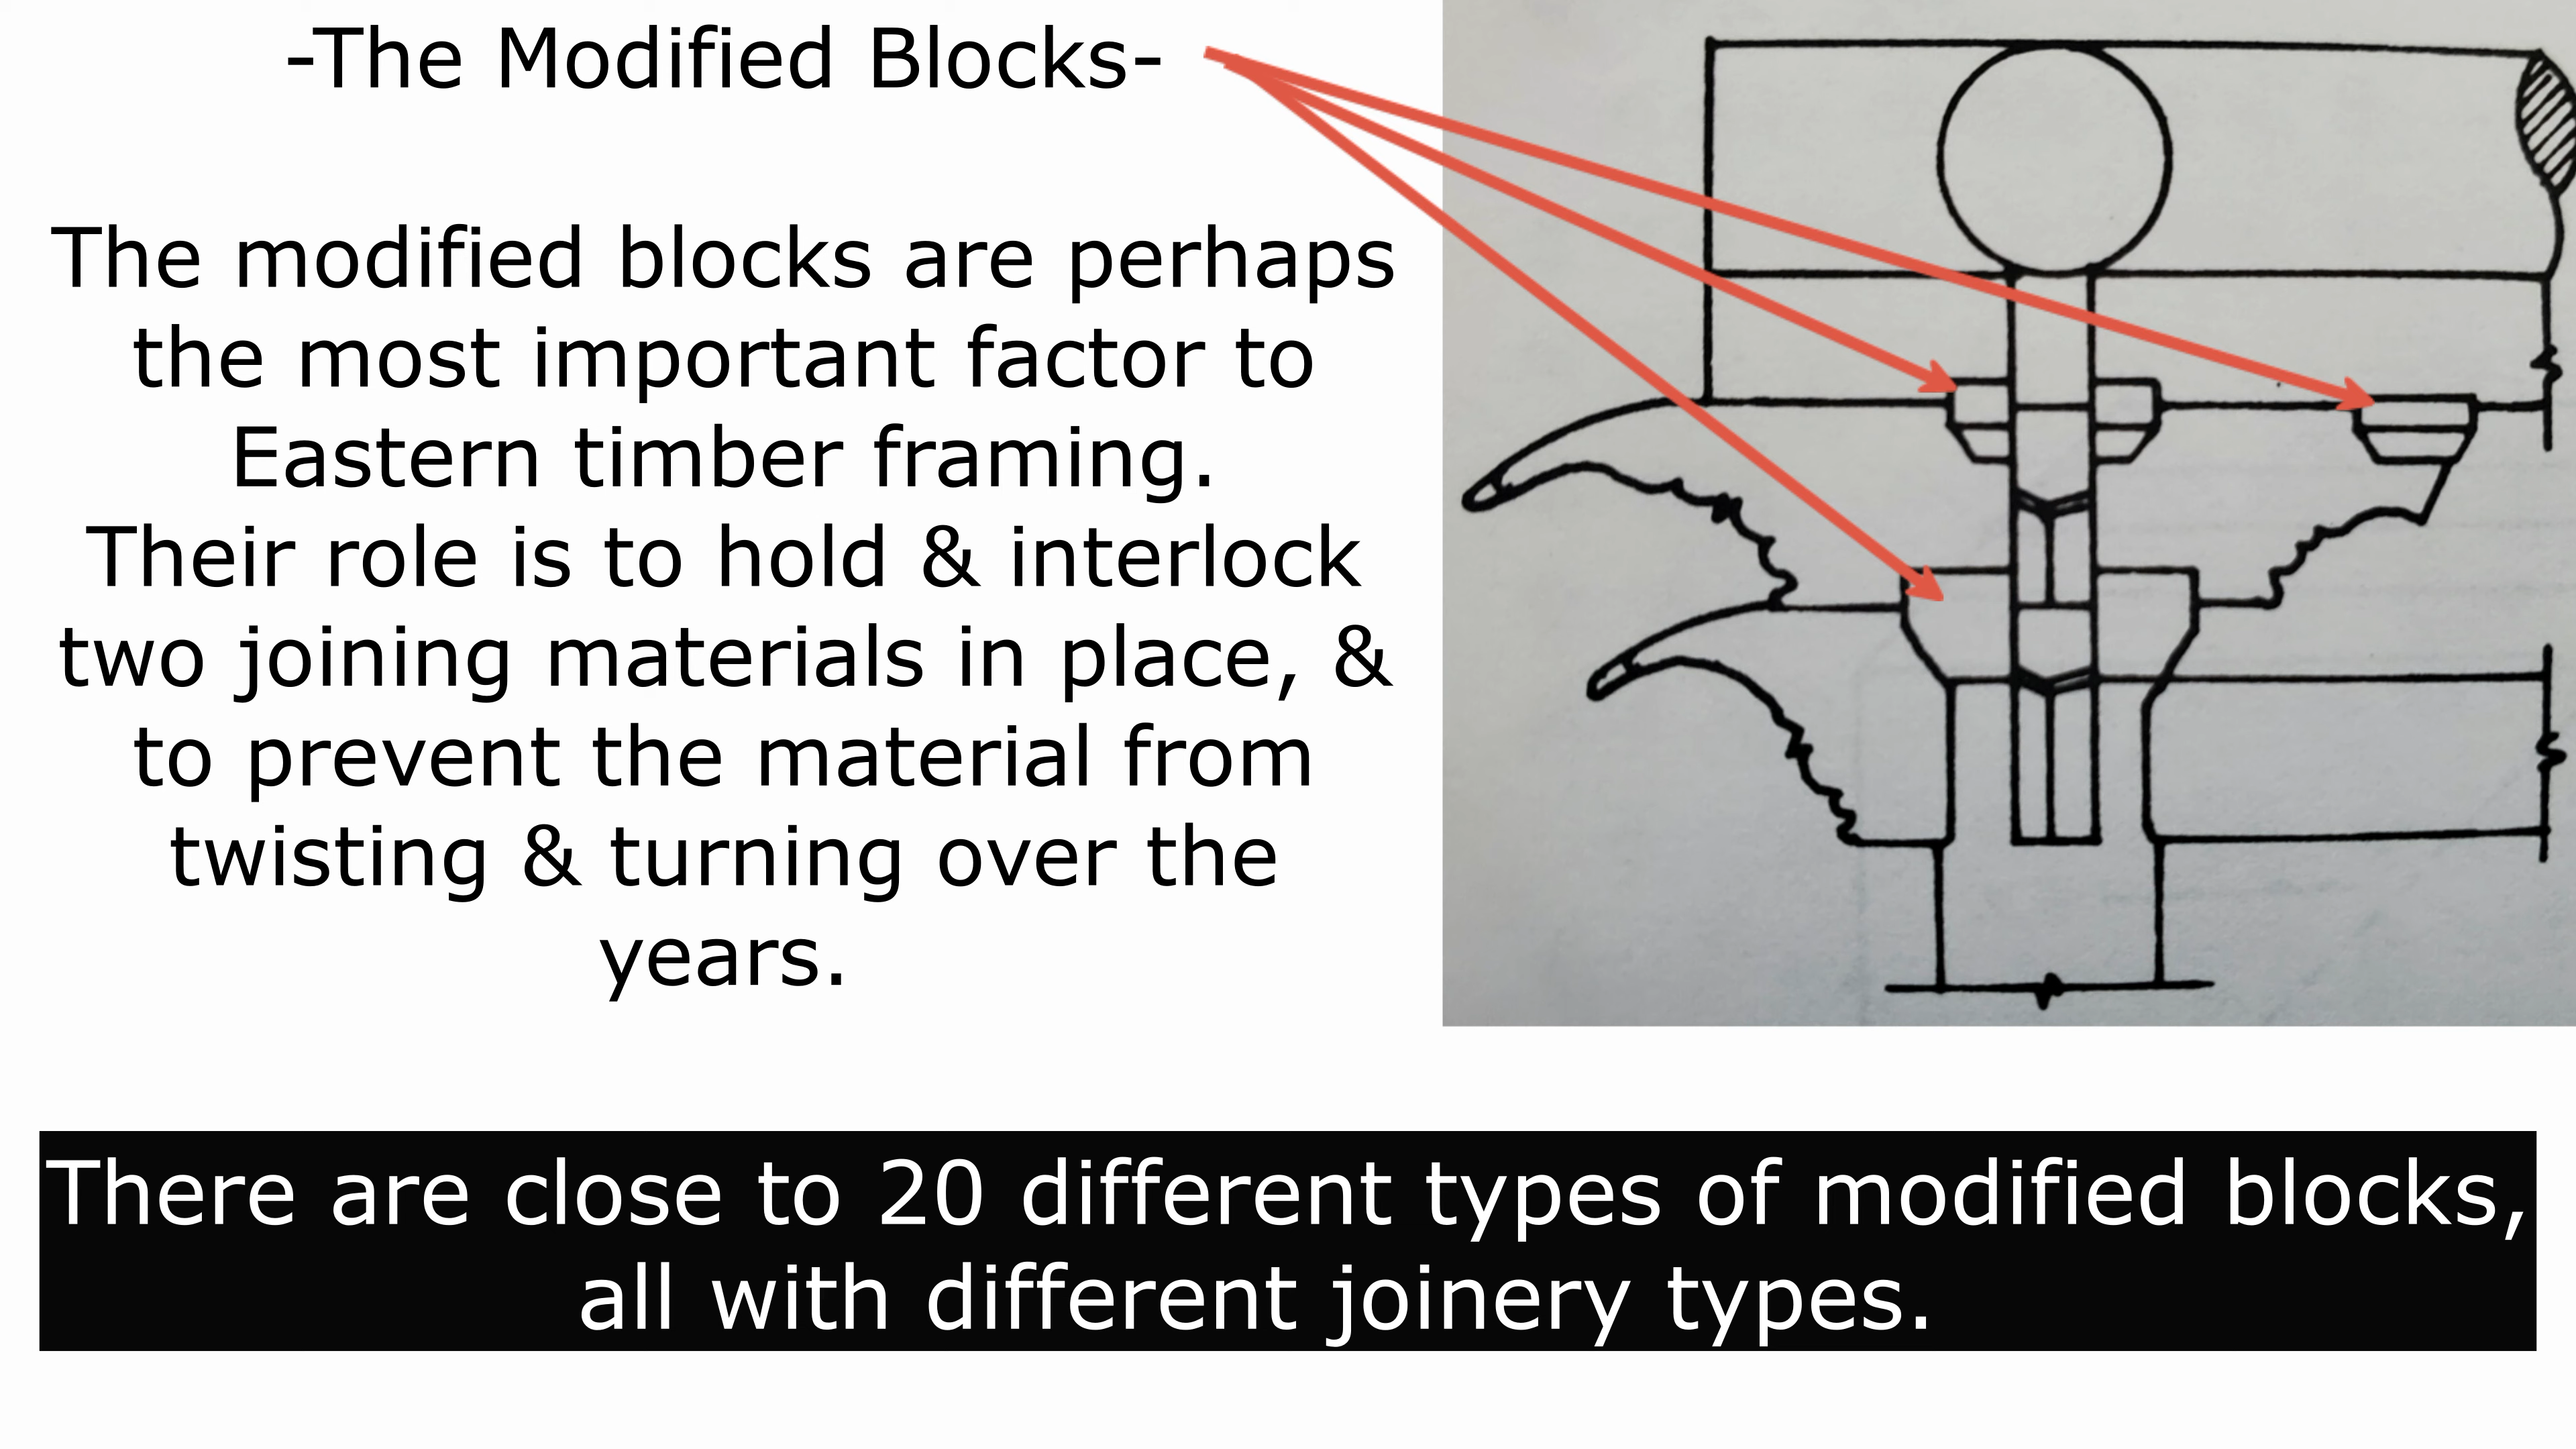 -The Modified Blocks-
The modified blocks are perhaps
the most important factor to
Eastern timber framing.
Their role is to hold & interlock
two joining materials in place, &
to prevent the material from
twisting & turning over the
years.
There are close to 20 different types of modified blocks,
all with different joinery types.